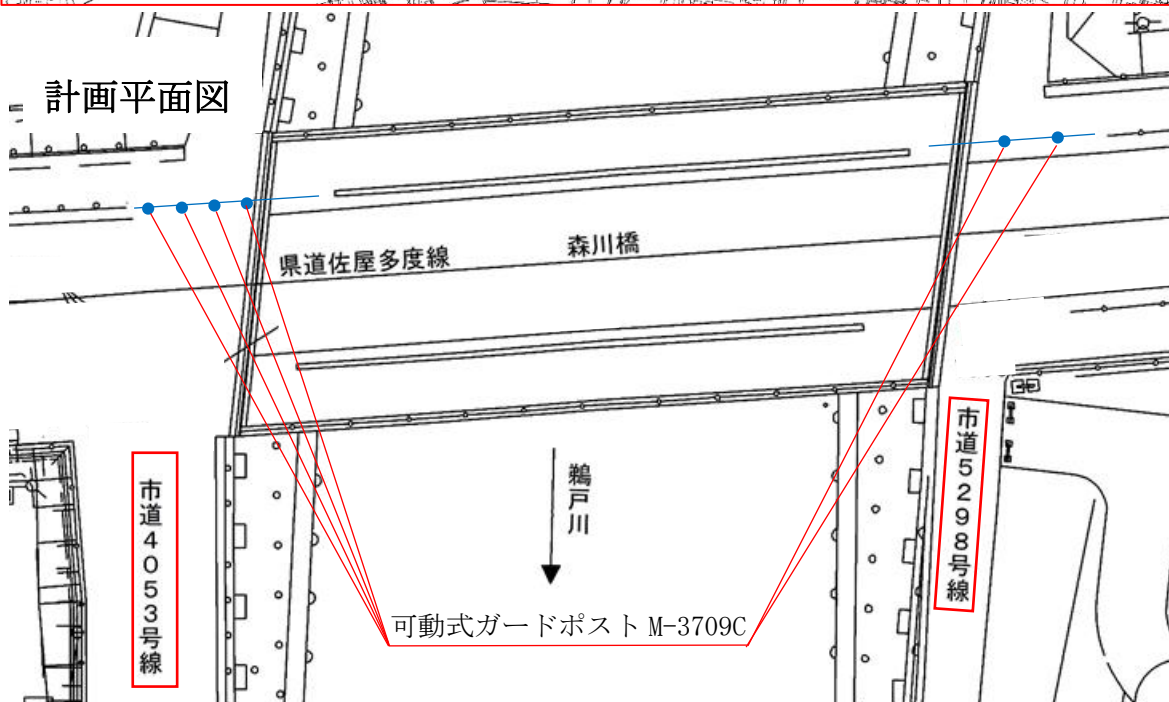 計画平面図
県道佐屋多度線
森川橋
市道4053号線
鵜戸川
市道5298号線
可動式ガードポスト M-3709C